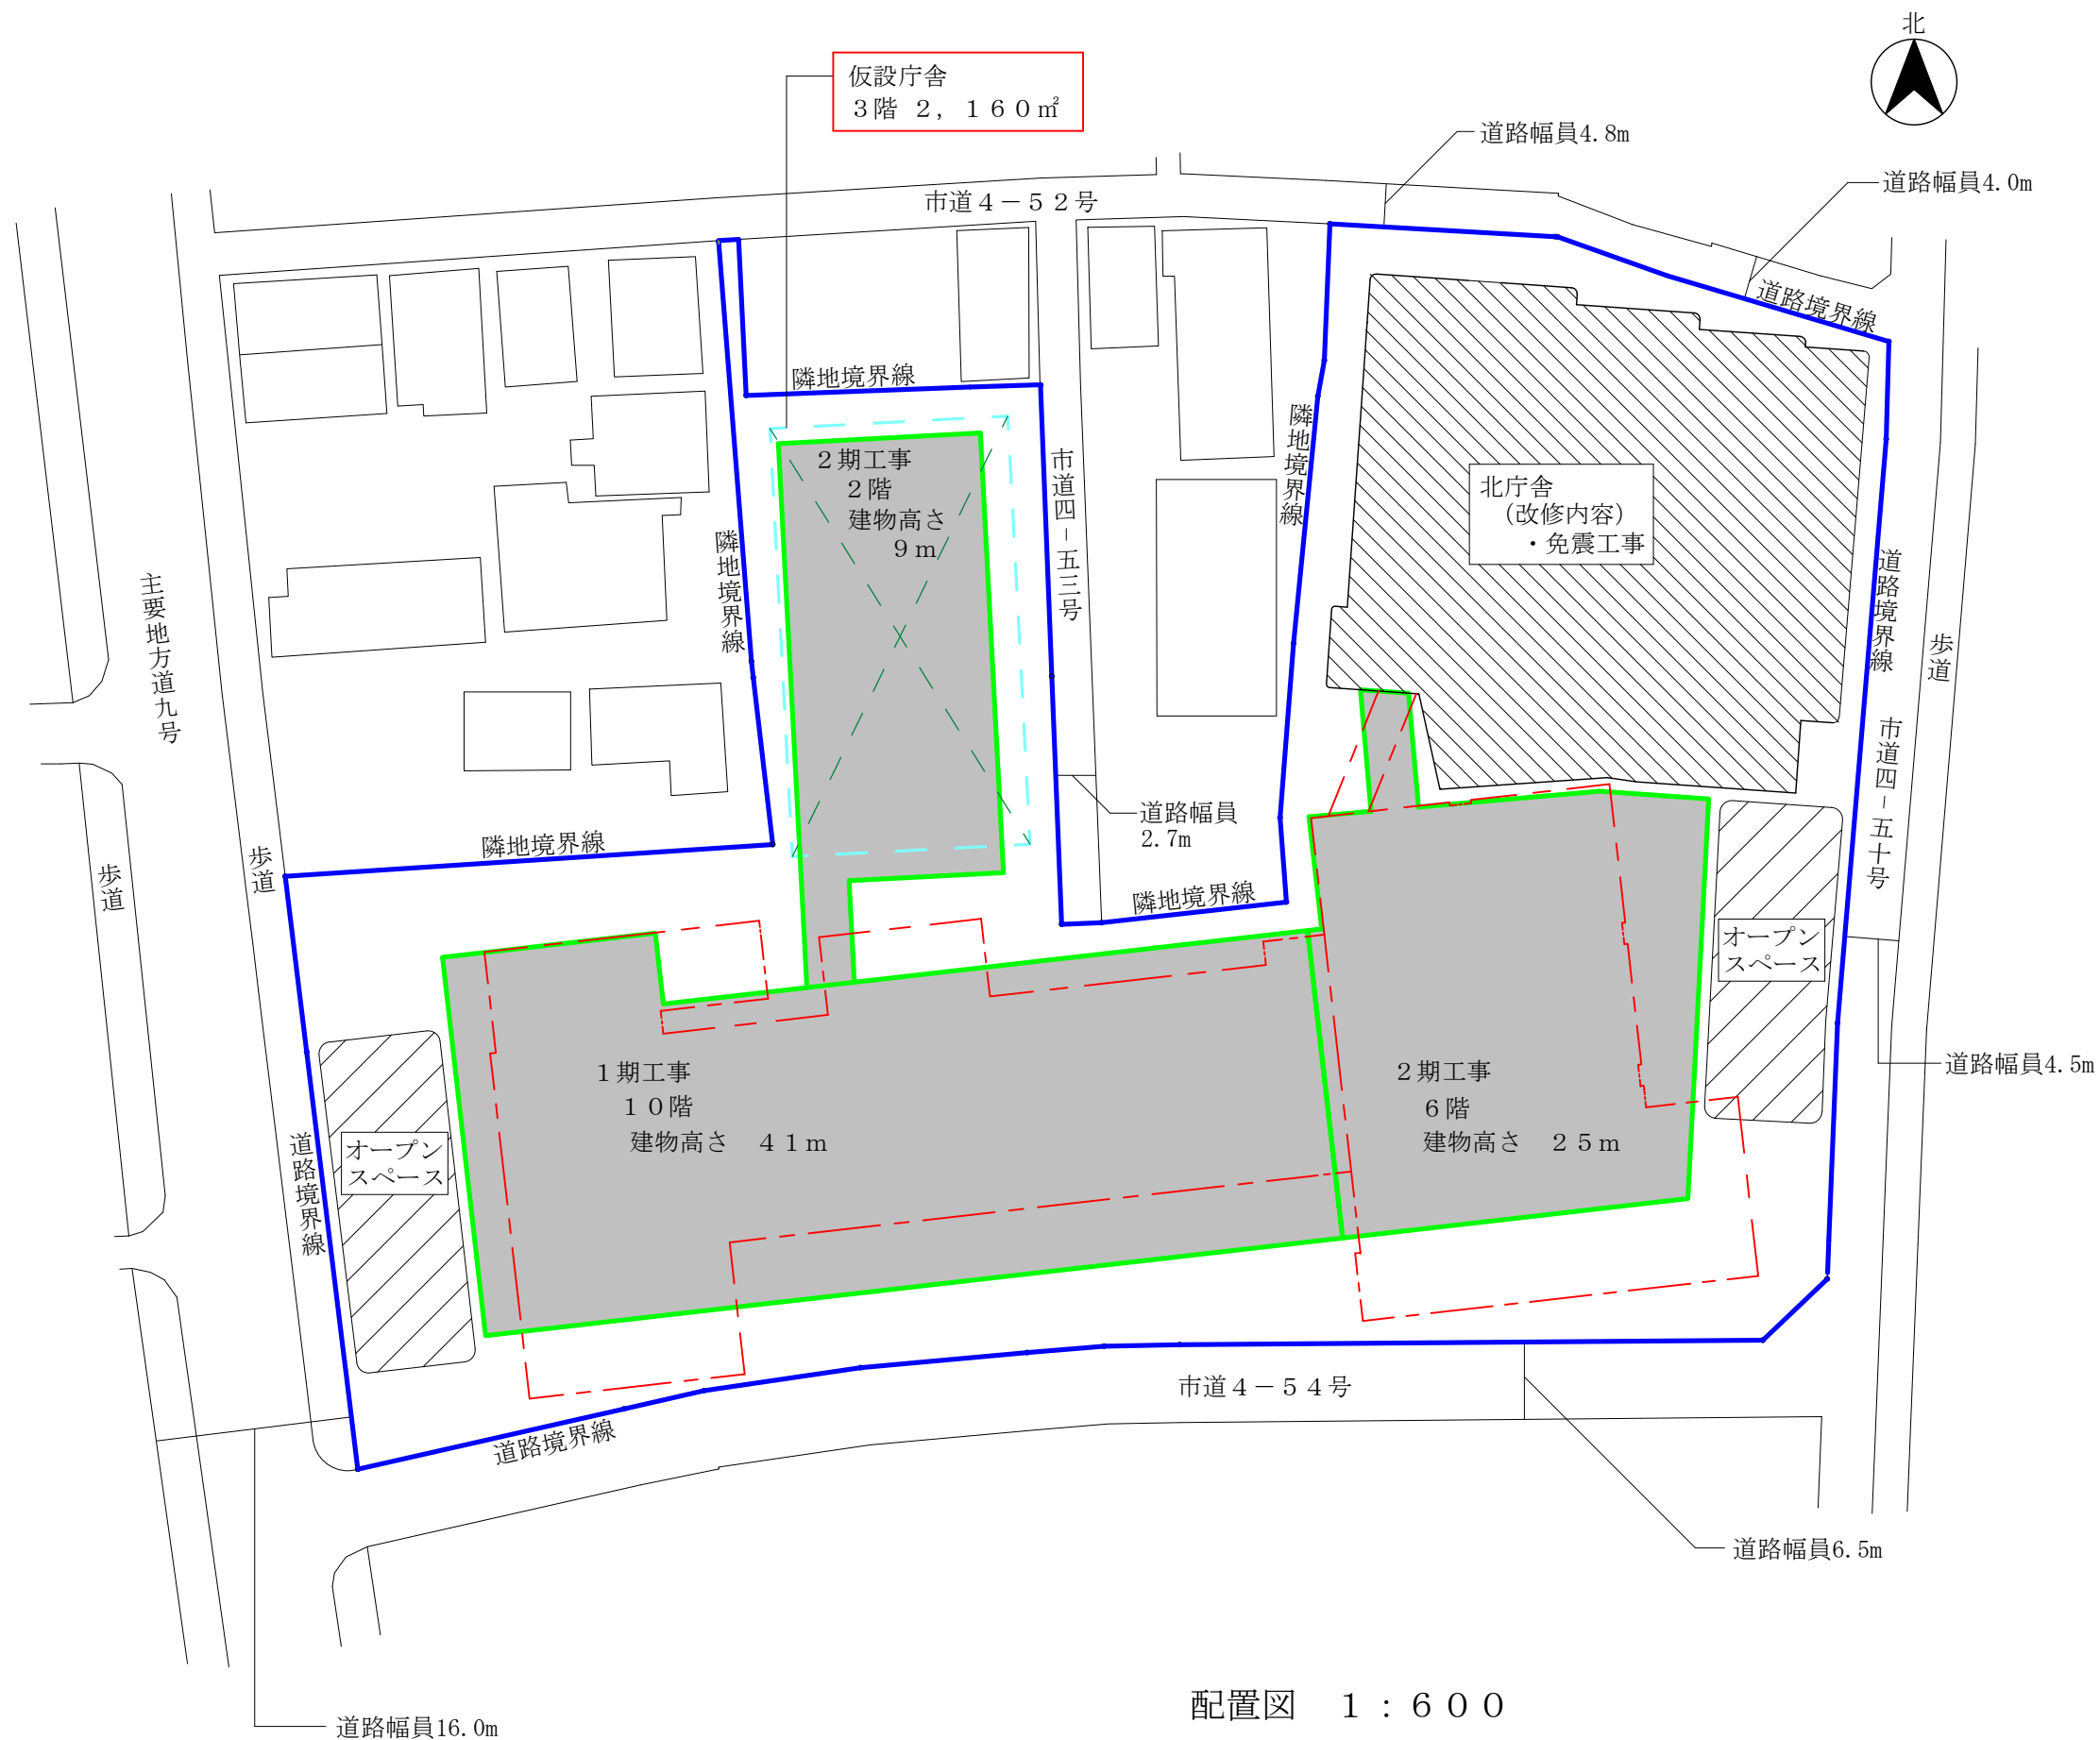 北
仮設庁舎
３階 ２，１６０㎡
道路幅員4.8m
道路幅員4.0m
市道４－５２号
道路境界線
隣地境界線
隣地境界線
２期工事
２階
建物高さ
９ｍ
市道四－五三号
隣地境界線
北庁舎
（改修内容）
・免震工事
主要地方道九号
道路境界線
歩道
市道四－五十号
道路幅員
2.7m
隣地境界線
歩道
歩道
隣地境界線
オープン
スペース
道路幅員4.5m
１期工事
１０階
建物高さ　４１ｍ
２期工事
６階
建物高さ　２５ｍ
オープン
スペース
道路境界線
市道４－５４号
道路境界線
道路幅員6.5m
配置図　１：６００
道路幅員16.0m